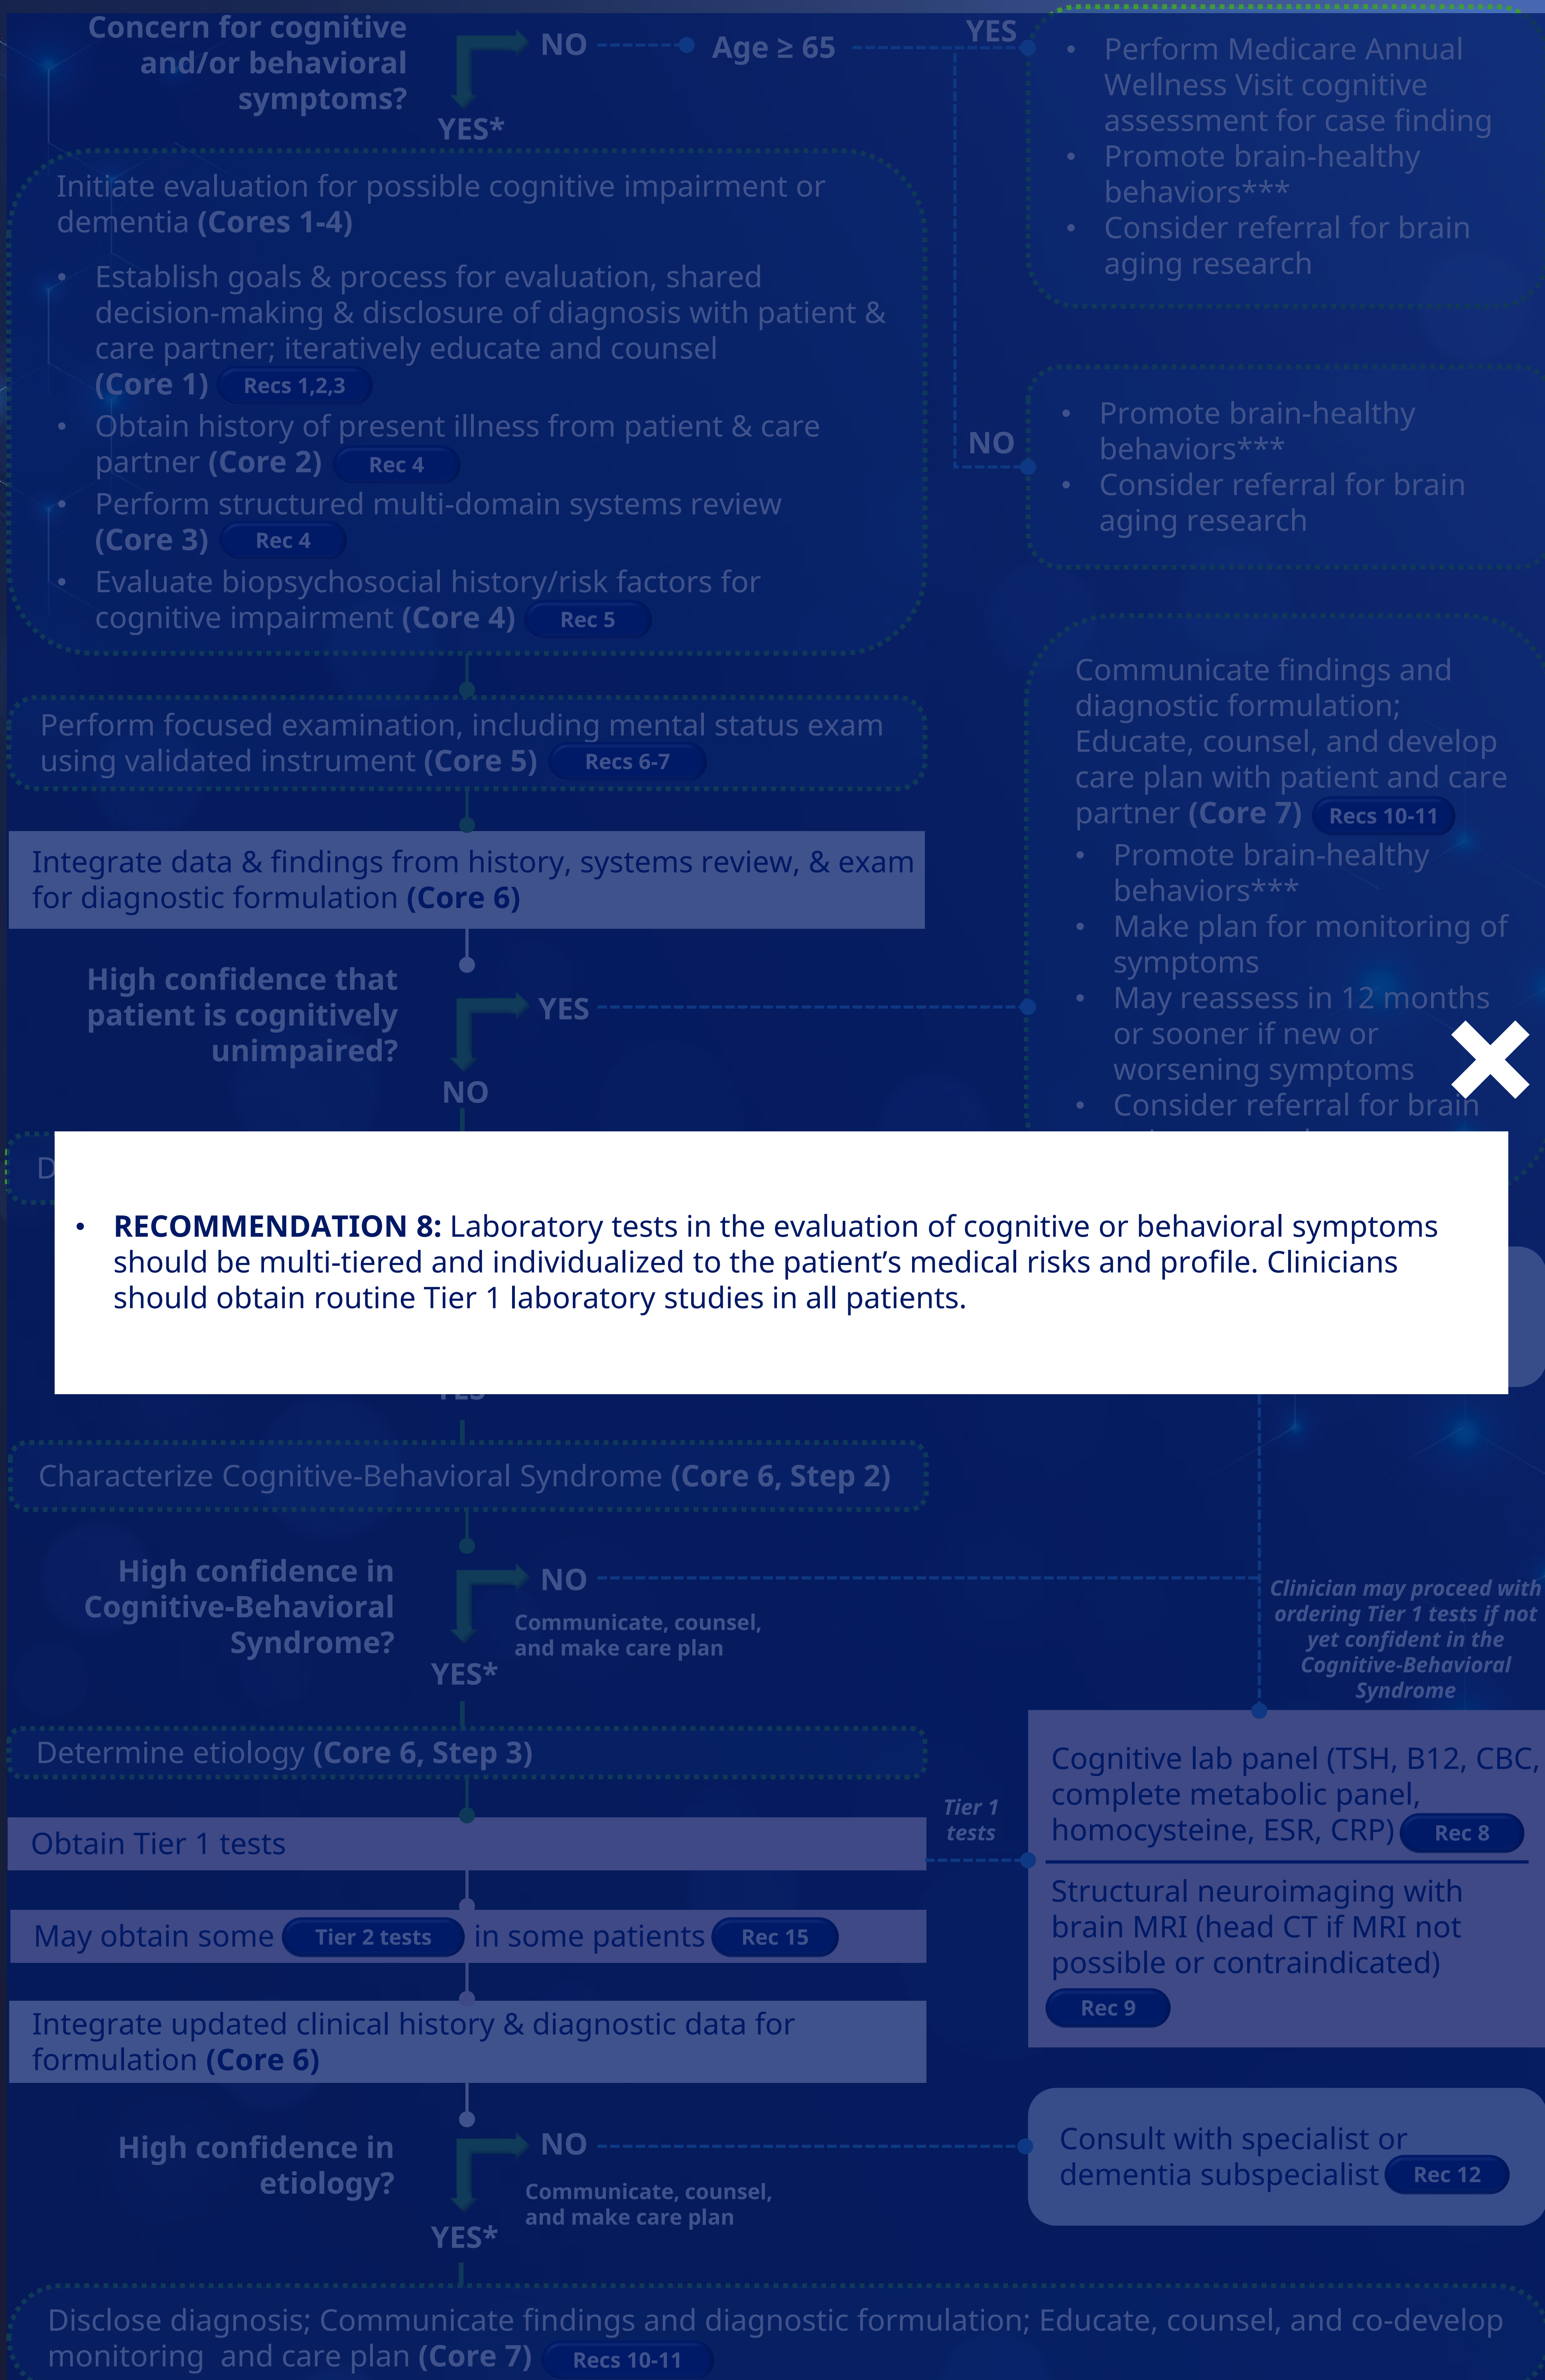 Concern for cognitive
and/or behavioral
symptoms?
NO
Age ≥ 65
YES
YES*
• Perform Medicare Annual
Wellness Visit cognitive
assessment for case finding
• Promote brain-healthy
behaviors***
• Consider referral for brain
aging research
Initiate evaluation for possible cognitive impairment or
dementia (Cores 1-4)
• Establish goals & process for evaluation, shared
decision-making & disclosure of diagnosis with patient &
care partner; iteratively educate and counsel
(Core 1) Recs 1,2,3
• Obtain history of present illness from patient & care
partner (Core 2) Rec 4
• Perform structured multi-domain systems review
(Core 3) Rec 4
• Evaluate biopsychosocial history/risk factors for
cognitive impairment (Core 4) Rec 5
NO
• Promote brain-healthy
behaviors***
• Consider referral for brain
aging research
Perform focused examination, including mental status exam
using validated instrument (Core 5) Recs 6-7
Integrate data & findings from history, systems review, & exam
for diagnostic formulation (Core 6)
High confidence that
patient is cognitively
unimpaired?
YES
NO
Communicate findings and
diagnostic formulation;
Educate, counsel, and develop
care plan with patient and care
partner (Core 7) Recs 10-11
• Promote brain-healthy
behaviors***
• Make plan for monitoring of
symptoms
• May reassess in 12 months
or sooner if new or
worsening symptoms
• Consider referral for brain
• RECOMMENDATION 8: Laboratory tests in the evaluation of cognitive or behavioral symptoms
should be multi-tiered and individualized to the patient’s medical risks and profile. Clinicians
should obtain routine Tier 1 laboratory studies in all patients.
Characterize Cognitive-Behavioral Syndrome (Core 6, Step 2)
High confidence in
Cognitive-Behavioral
Syndrome?
NO
Communicate, counsel,
and make care plan
YES*
Clinician may proceed with
ordering Tier 1 tests if not
yet confident in the
Cognitive-Behavioral
Syndrome
Determine etiology (Core 6, Step 3)
Obtain Tier 1 tests
Tier 1
tests
Cognitive lab panel (TSH, B12, CBC,
complete metabolic panel,
homocysteine, ESR, CRP) Rec 8
Structural neuroimaging with
brain MRI (head CT if MRI not
possible or contraindicated)
Rec 9
May obtain some Tier 2 tests in some patients Rec 15
Integrate updated clinical history & diagnostic data for
formulation (Core 6)
High confidence in
etiology?
NO
Communicate, counsel,
and make care plan
YES*
Consult with specialist or
dementia subspecialist Rec 12
Disclose diagnosis; Communicate findings and diagnostic formulation; Educate, counsel, and co-develop
monitoring and care plan (Core 7) Recs 10-11